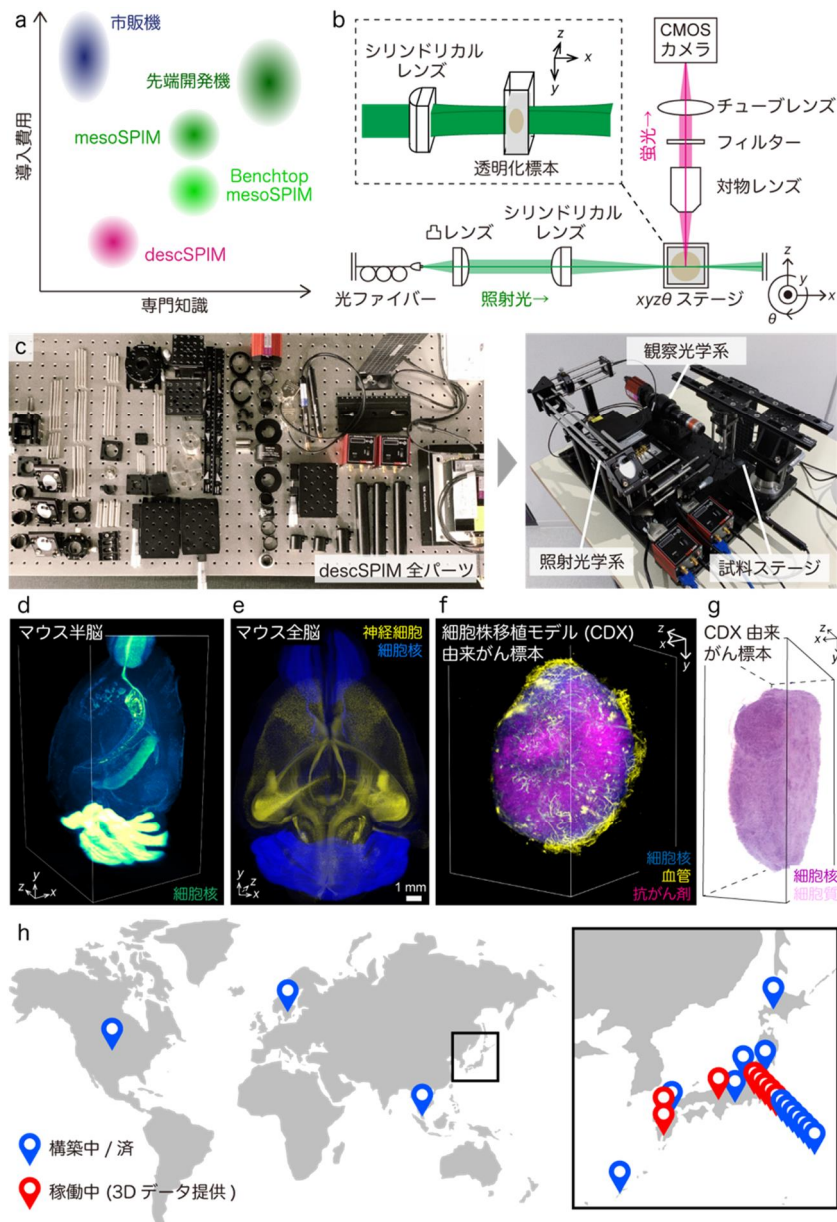 a
市販機
先端開発機
mesoSPIM
Benchtop
mesoSPIM
descSPIM
導入費用
専門知識
b
シリンドリカル
レンズ
z
x
y
透明化標本
CMOS
カメラ
チューブレンズ
蛍光→
フィルター
対物レンズ
凸レンズ
シリンドリカル
レンズ
光ファイバー
照射光→
xyzθ ステージ
z
y
x
θ
c
descSPIM 全パーツ
観察光学系
照射光学系
試料ステージ
d
マウス半脳
y
z
x
細胞核
e
マウス全脳
神経細胞
細胞核
y
z
x
1 mm
f
細胞株移植モデル (CDX)
由来がん標本
z
x
y
細胞核
血管
抗がん剤
g
CDX 由来
がん標本
z
x
y
細胞核
細胞質
h
構築中 / 済
稼働中 (3Dデータ提供)